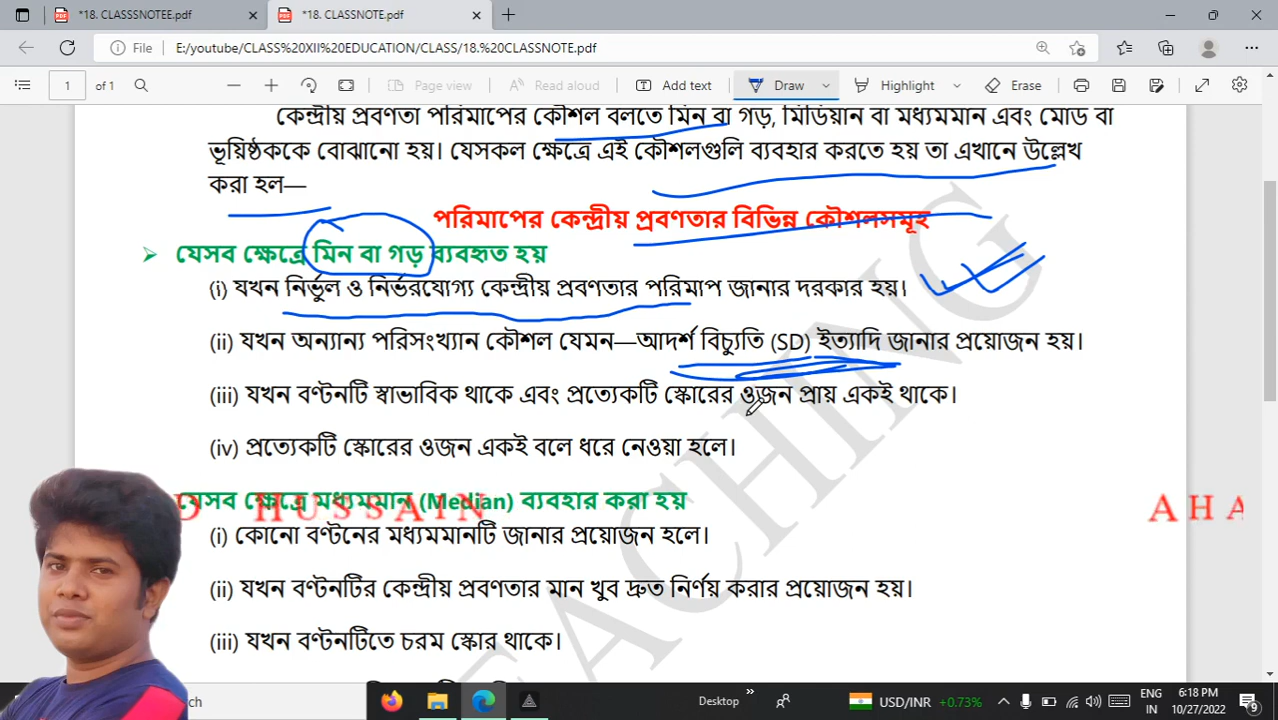 *18. CLASSSNOTEE.pdf
*18. CLASSNOTE.pdf
File E:/youtube/CLASS%20XII%20EDUCATION/CLASS/18.%20CLASSNOTE.pdf
1 of 1 Page view Read aloud Add text Draw Highlight Erase
কেন্দ্রীয় প্রবণতা পরিমাপের কৌশল বলতে মিন বা গড়, মিডিয়ান বা মধ্যমমান এবং মোড বা
ভূয়িষ্ঠককে বোঝানো হয়। যেসকল ক্ষেত্রে এই কৌশলগুলি ব্যবহার করতে হয় তা এখানে উল্লেখ
করা হল—
পরিমাপের কেন্দ্রীয় প্রবণতার বিভিন্ন কৌশলসমূহ
যেসব ক্ষেত্রে মিন বা গড় ব্যবহৃত হয়
(i) যখন নির্ভুল ও নির্ভরযোগ্য কেন্দ্রীয় প্রবণতার পরিমাপ জানার দরকার হয়।
(ii) যখন অন্যান্য পরিসংখ্যান কৌশল যেমন—আদর্শ বিচ্যুতি (SD) ইত্যাদি জানার প্রয়োজন হয়।
(iii) যখন বণ্টনটি স্বাভাবিক থাকে এবং প্রত্যেকটি স্কোরের ওজন প্রায় একই থাকে।
(iv) প্রত্যেকটি স্কোরের ওজন একই বলে ধরে নেওয়া হলে।
যেসব ক্ষেত্রে মধ্যমমান (Median) ব্যবহার করা হয়
D HUSSAIN AHA
(i) কোনো বণ্টনের মধ্যমমানটি জানার প্রয়োজন হলে।
(ii) যখন বণ্টনটির কেন্দ্রীয় প্রবণতার মান খুব দ্রুত নির্ণয় করার প্রয়োজন হয়।
(iii) যখন বণ্টনটিতে চরম স্কোর থাকে।
TEACHING
rch Desktop USD/INR +0.73% ENG 6:18 PM
IN 10/27/2022